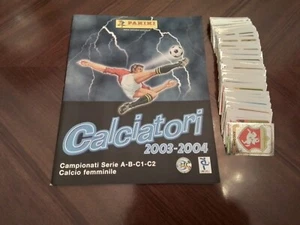 PANINI
Calciatori
2003-2004
Campionati Serie A-B-C1-C2
Calcio femminile